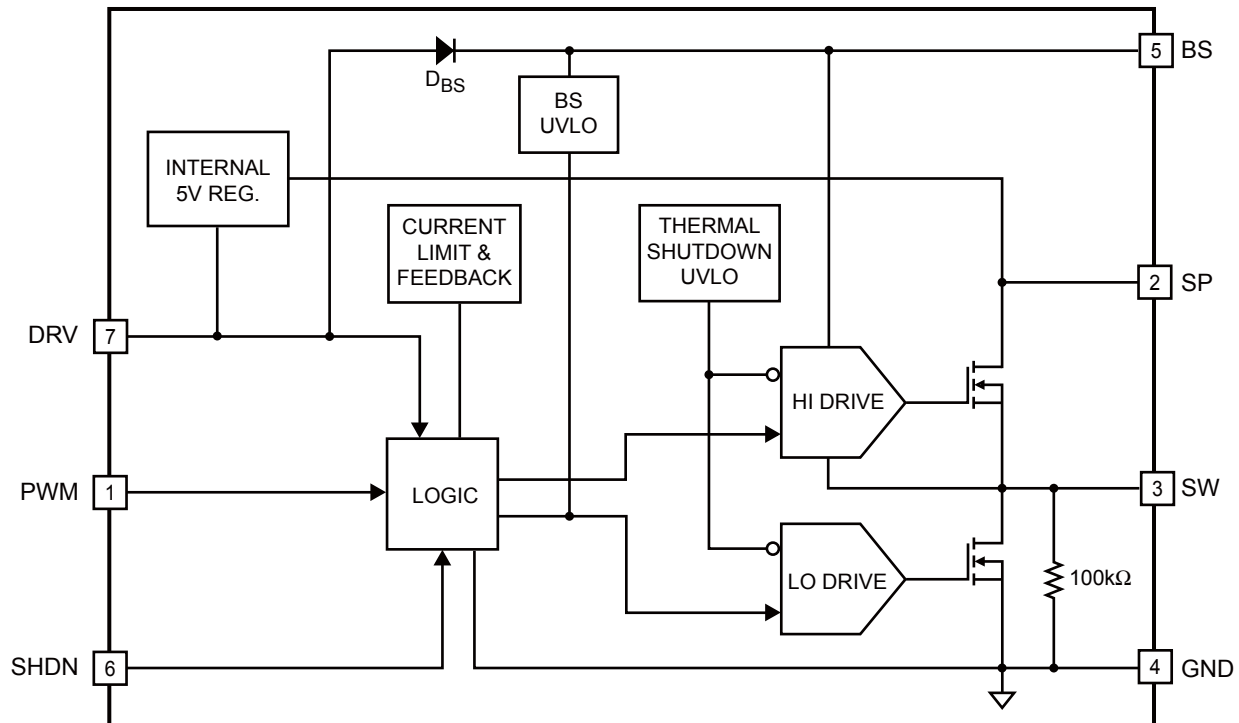 5 BS
D_BS
BS
UVLO
INTERNAL
5V REG.
CURRENT
LIMIT &
FEEDBACK
THERMAL
SHUTDOWN
UVLO
2 SP
DRV 7
HI DRIVE
PWM 1
LOGIC
3 SW
LO DRIVE
100kΩ
SHDN 6
4 GND